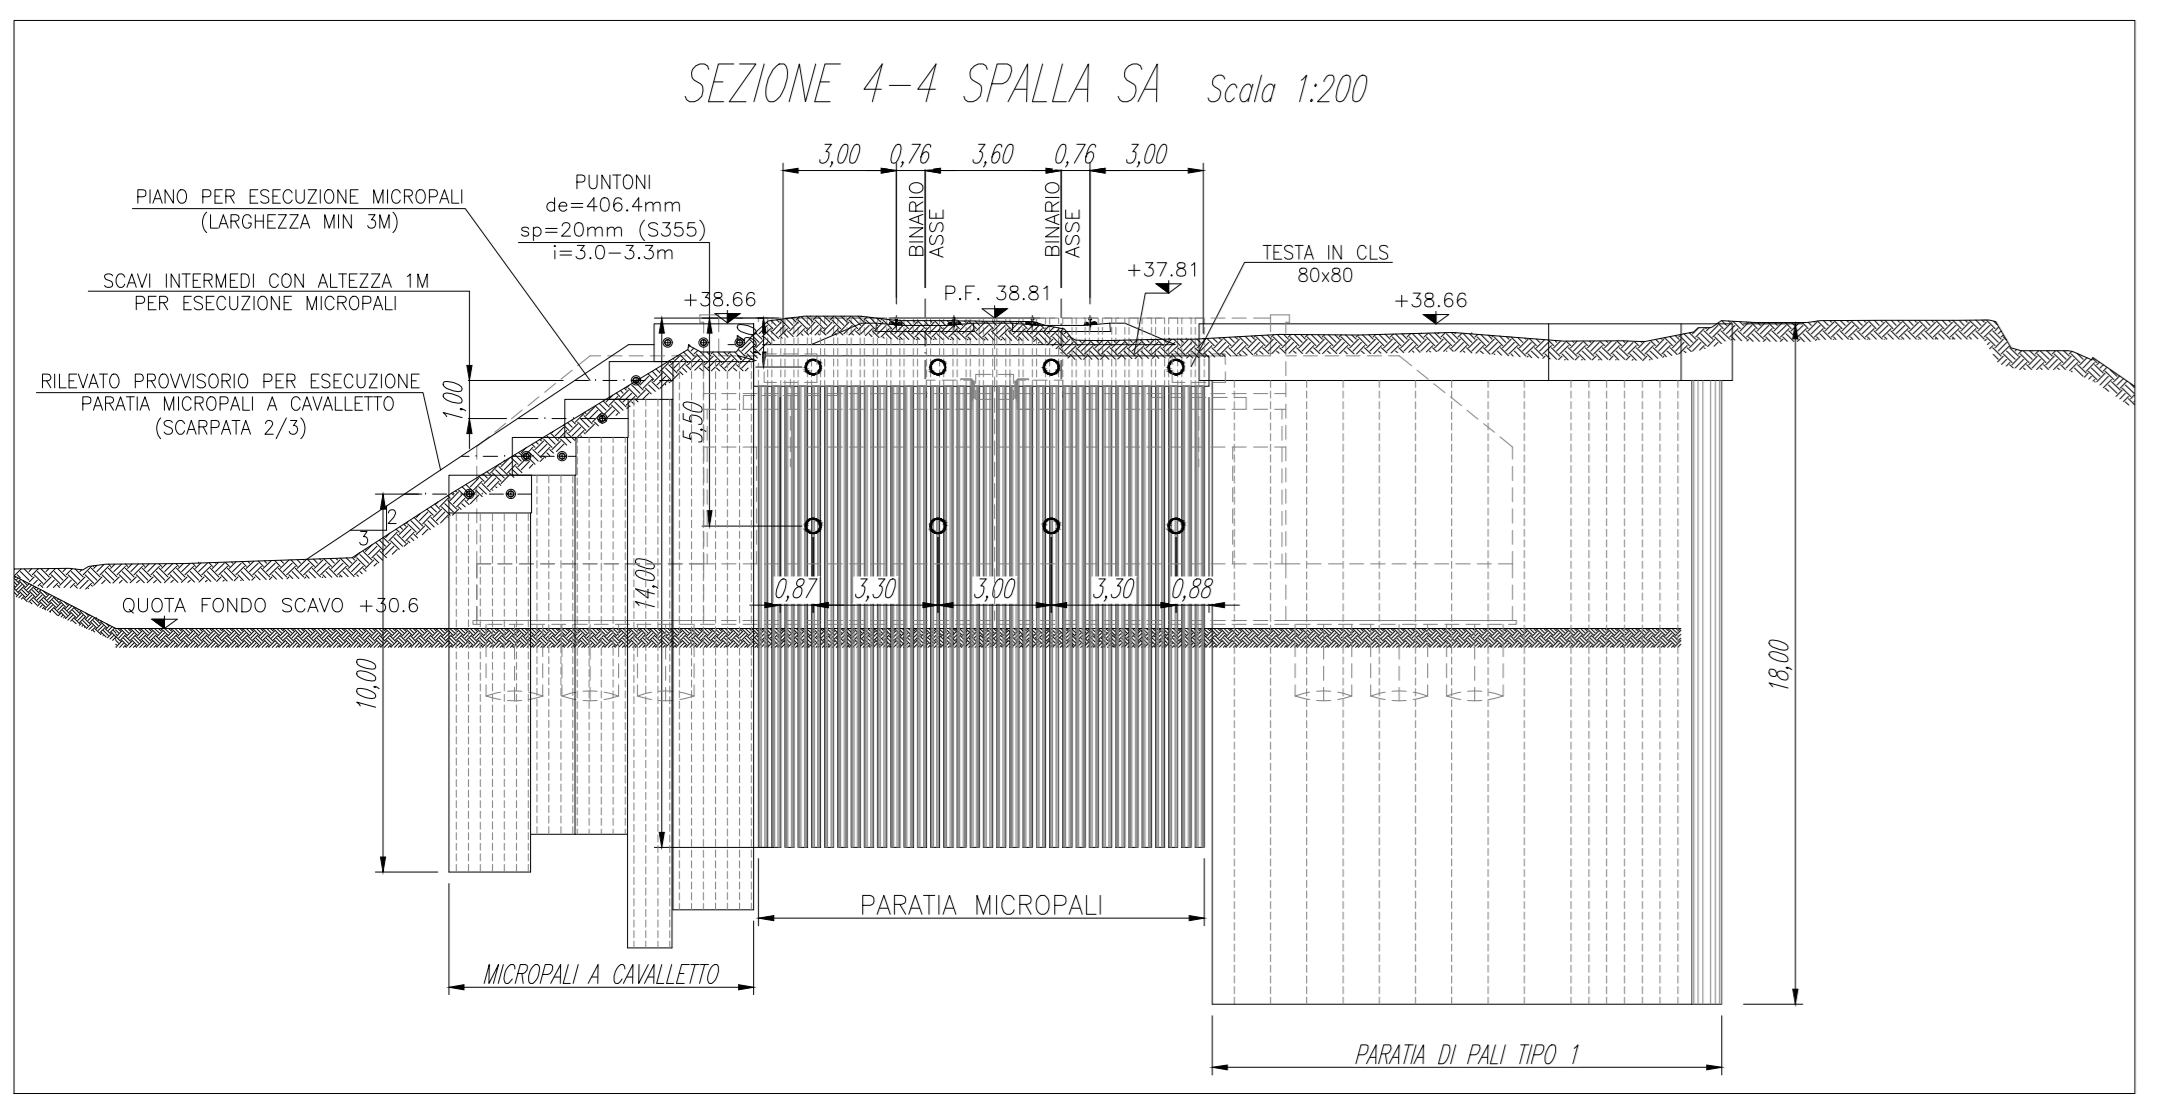 SEZIONE 4-4 SPALLA SA Scala 1:200
3,00 0,76 3,60 0,76 3,00
PIANO PER ESECUZIONE MICROPALI
(LARGHEZZA MIN 3M)
PUNTONI
de=406.4mm
sp=20mm (S355)
i=3.0-3.3m
BINARIO
ASSE
BINARIO
ASSE
TESTA IN CLS
80x80
SCAVI INTERMEDI CON ALTEZZA 1M
PER ESECUZIONE MICROPALI
+38.66
P.F. 38.81
+37.81
+38.66
RILEVATO PROVVISORIO PER ESECUZIONE
PARATIA MICROPALI A CAVALLETTO
(SCARPATA 2/3)
1,00
5,50
2
3
14,00
0,87 3,30 3,00 3,30 0,88
QUOTA FONDO SCAVO +30.6
10,00
18,00
PARATIA MICROPALI
MICROPALI A CAVALLETTO
PARATIA DI PALI TIPO 1